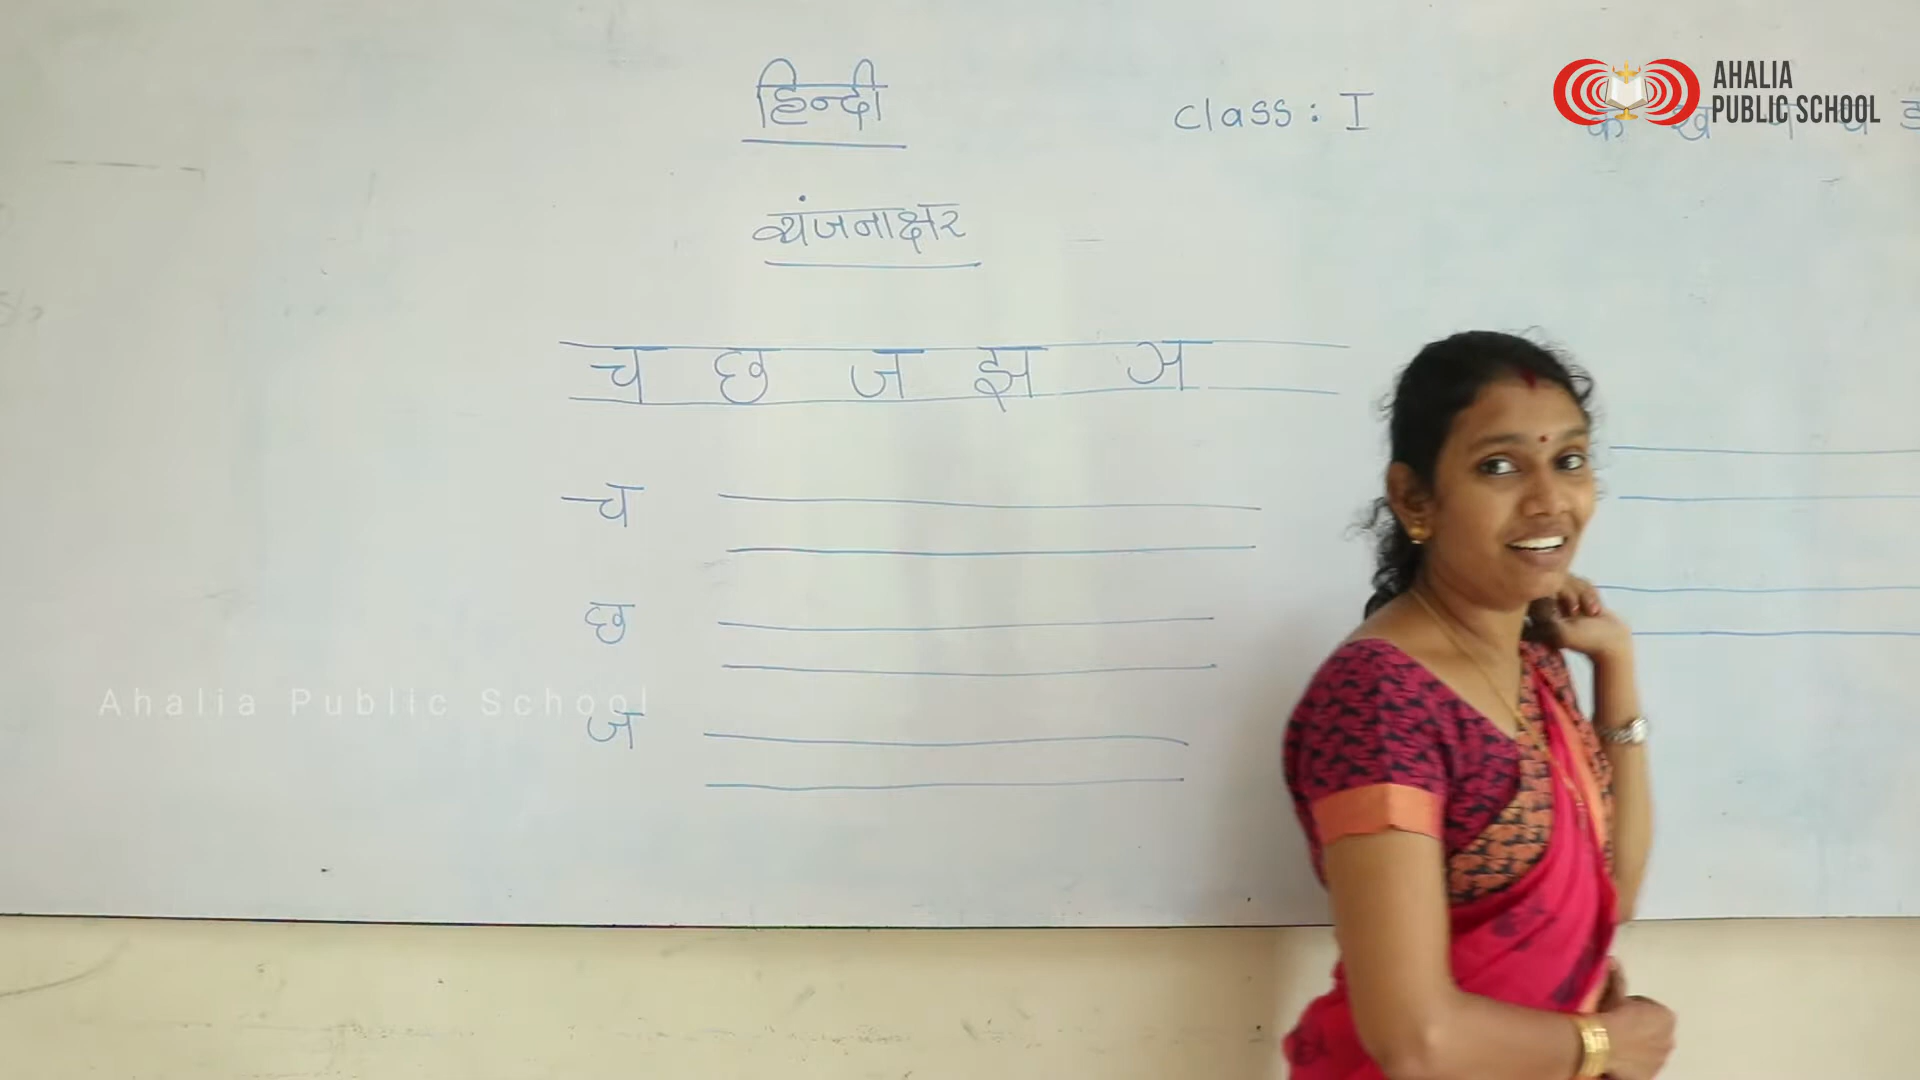 हिन्दी
class : I
AHALIA
PUBLIC SCHOOL
क ख ग घ ङ
व्यंजनाक्षर
च छ ज झ ञ
च
छ
Ahalia Public School
ज